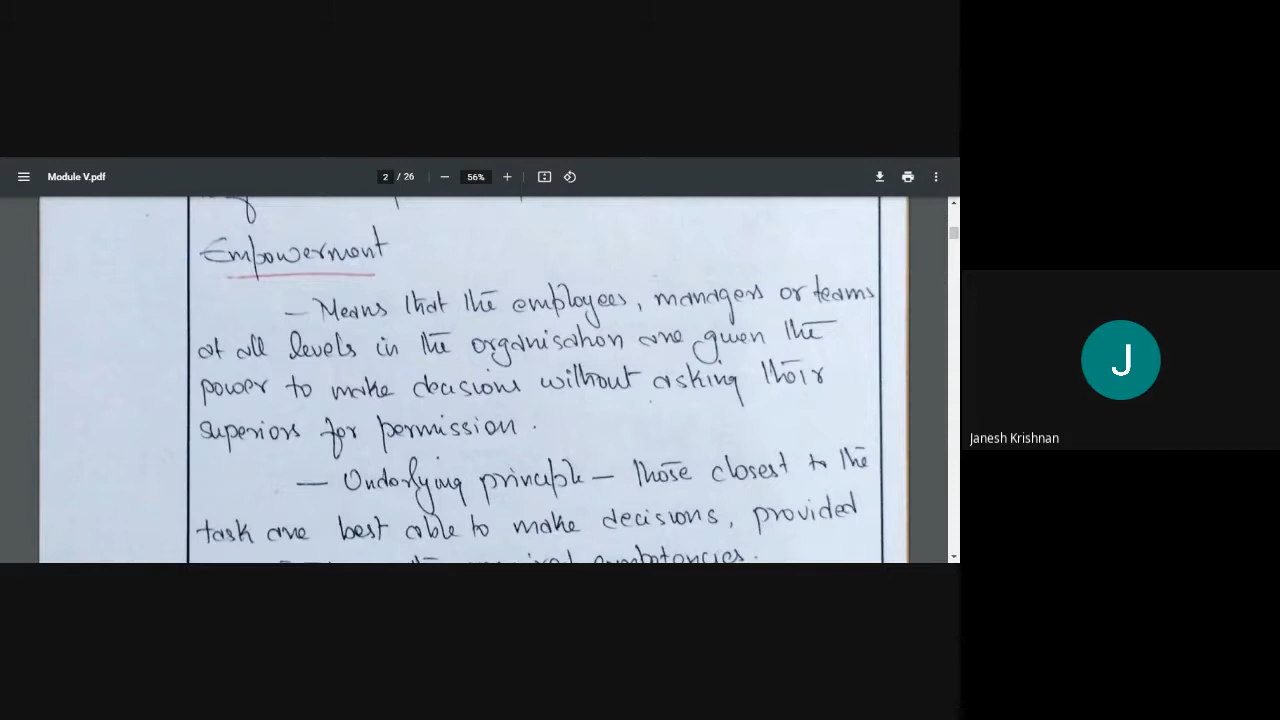 Module V.pdf
2 / 26
56%
Empowerment
— Means that the employees, managers or teams
at all levels in the organisation are given the
power to make decisions without asking their
superiors for permission.
— Underlying principle — those closest to the
task are best able to make decisions, provided
competencies.
J
Janesh Krishnan